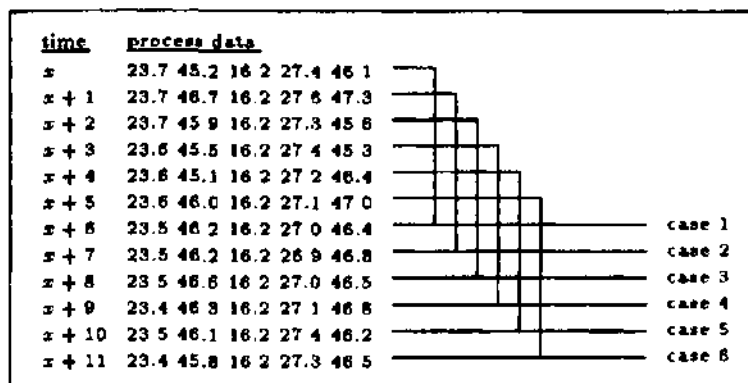 time process data
x 23.7 45.2 16.2 27.4 46.1
x + 1 23.7 46.7 16.2 27.6 47.3
x + 2 23.7 45.9 16.2 27.3 45.6
x + 3 23.6 45.5 16.2 27.4 45.3
x + 4 23.6 45.1 16.2 27.2 46.4
x + 5 23.6 46.0 16.2 27.1 47.0
x + 6 23.5 46.2 16.2 27.0 46.4 case 1
x + 7 23.5 46.2 16.2 26.9 46.8 case 2
x + 8 23.5 46.6 16.2 27.0 46.5 case 3
x + 9 23.4 46.3 16.2 27.1 46.6 case 4
x + 10 23.5 46.1 16.2 27.4 46.2 case 5
x + 11 23.4 45.8 16.2 27.3 46.5 case 6